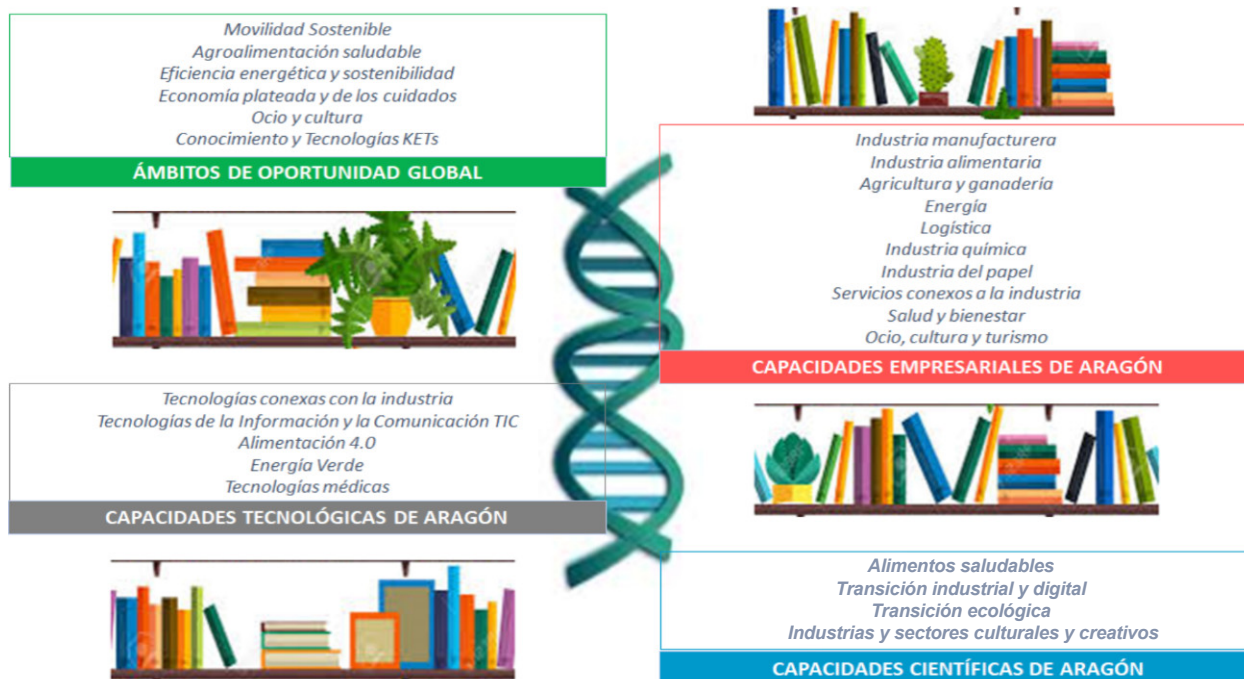 Movilidad Sostenible
Agroalimentación saludable
Eficiencia energética y sostenibilidad
Economía plateada y de los cuidados
Ocio y cultura
Conocimiento y Tecnologías KETs
ÁMBITOS DE OPORTUNIDAD GLOBAL
Industria manufacturera
Industria alimentaria
Agricultura y ganadería
Energía
Logística
Industria química
Industria del papel
Servicios conexos a la industria
Salud y bienestar
Ocio, cultura y turismo
CAPACIDADES EMPRESARIALES DE ARAGÓN
Tecnologías conexas con la industria
Tecnologías de la Información y la Comunicación TIC
Alimentación 4.0
Energía Verde
Tecnologías médicas
CAPACIDADES TECNOLÓGICAS DE ARAGÓN
Alimentos saludables
Transición industrial y digital
Transición ecológica
Industrias y sectores culturales y creativos
CAPACIDADES CIENTÍFICAS DE ARAGÓN